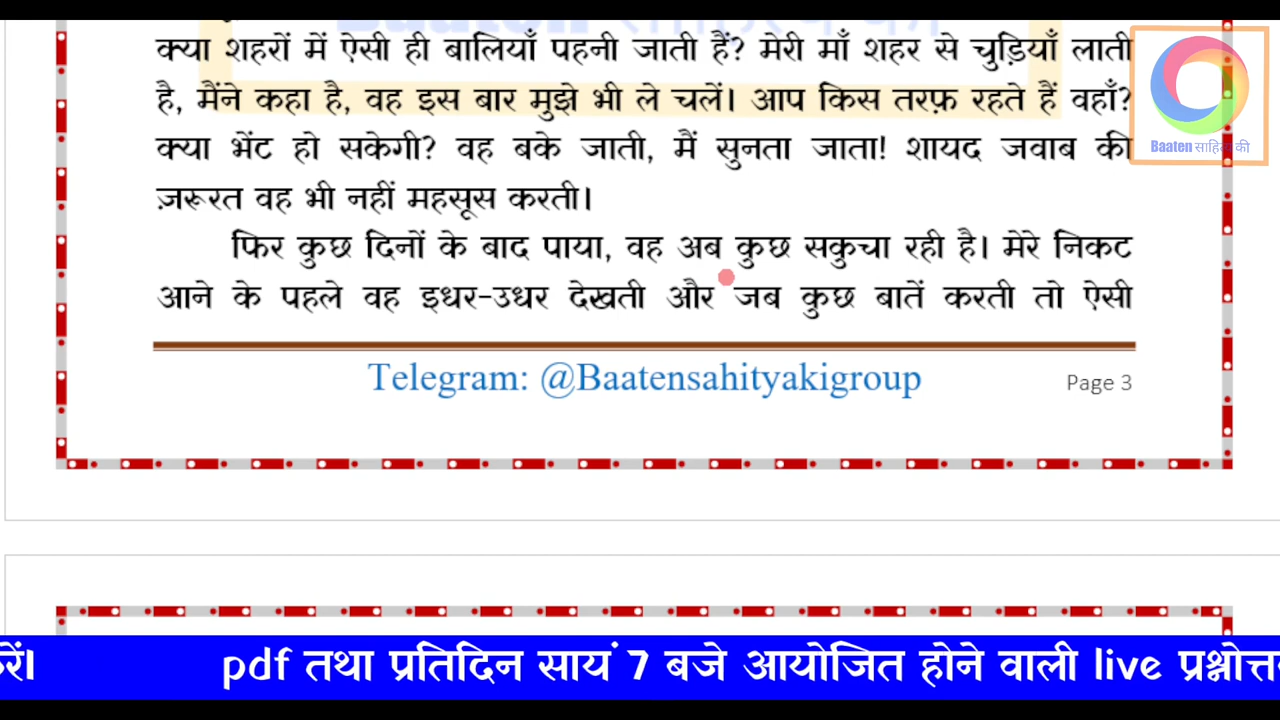 क्या शहरों में ऐसी ही बालियाँ पहनी जाती हैं? मेरी माँ शहर से चुड़ियाँ लाती
है, मैंने कहा है, वह इस बार मुझे भी ले चलें। आप किस तरफ़ रहते हैं वहाँ?
क्या भेंट हो सकेगी? वह बके जाती, मैं सुनता जाता! शायद जवाब की
ज़रूरत वह भी नहीं महसूस करती।
फिर कुछ दिनों के बाद पाया, वह अब कुछ सकुचा रही है। मेरे निकट
आने के पहले वह इधर-उधर देखती और जब कुछ बातें करती तो ऐसी
Telegram: @Baatensahityakigroup
Page 3
Baaten साहित्य की
pdf तथा प्रतिदिन सायं 7 बजे आयोजित होने वाली live